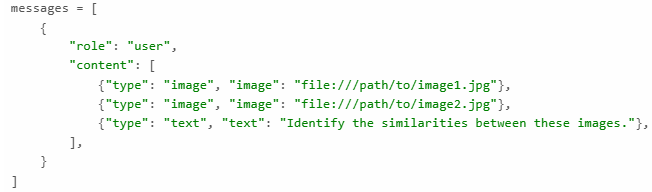 messages = [
    {
        "role": "user",
        "content": [
            {"type": "image", "image": "file:///path/to/image1.jpg"},
            {"type": "image", "image": "file:///path/to/image2.jpg"},
            {"type": "text", "text": "Identify the similarities between these images."},
        ],
    }
]